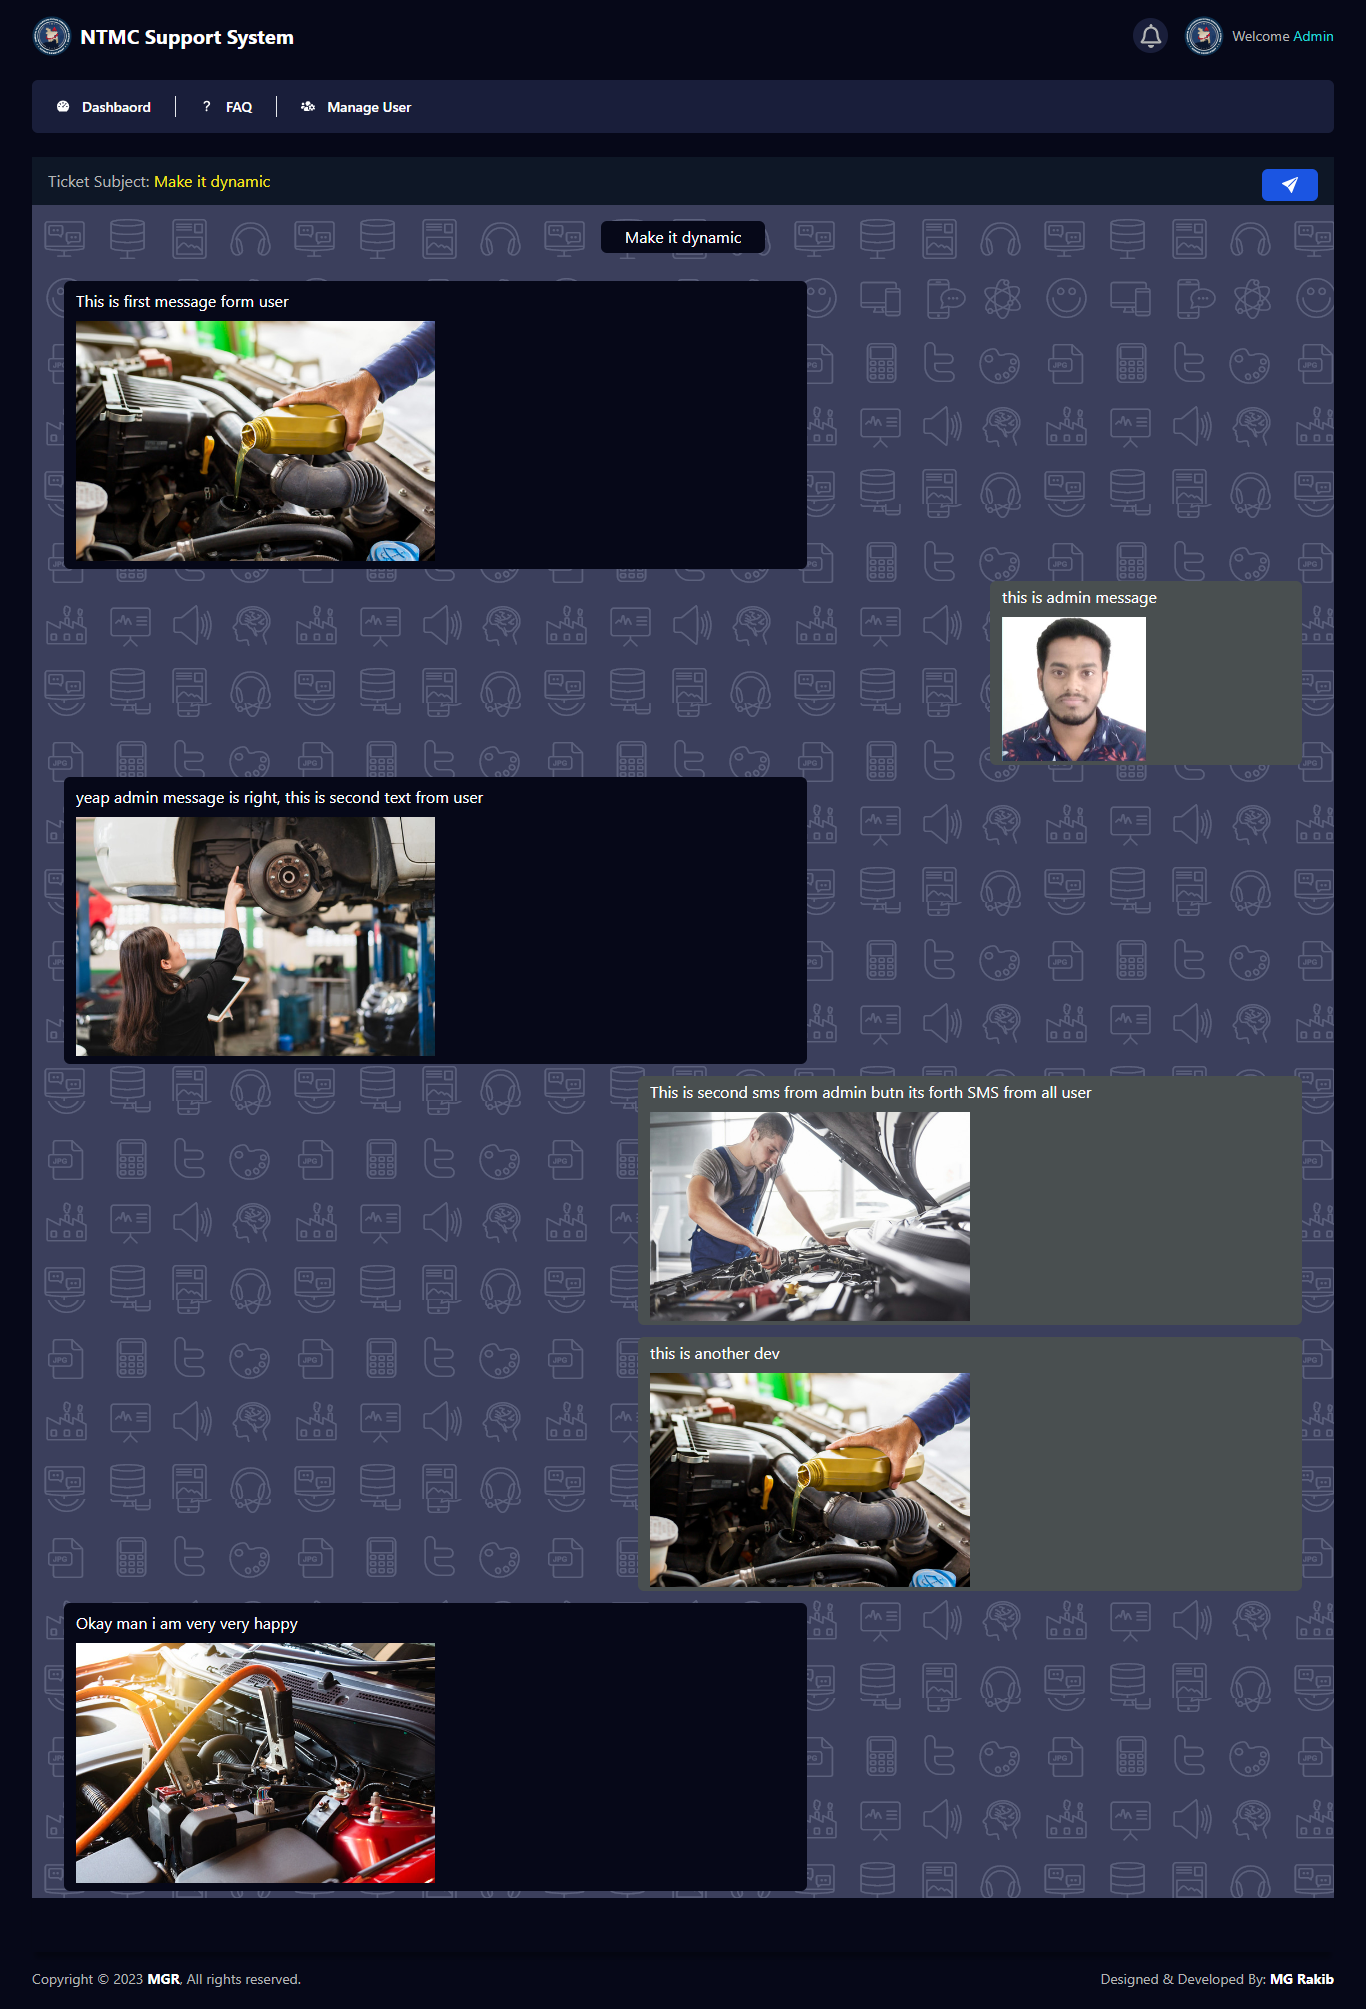 NTMC Support System
Welcome Admin
Dashbaord
? FAQ
Manage User
Ticket Subject: Make it dynamic
Make it dynamic
This is first message form user
this is admin message
yeap admin message is right, this is second text from user
This is second sms from admin butn its forth SMS from all user
this is another dev
Okay man i am very very happy
Copyright © 2023 MGR, All rights reserved.
Designed & Developed By: MG Rakib